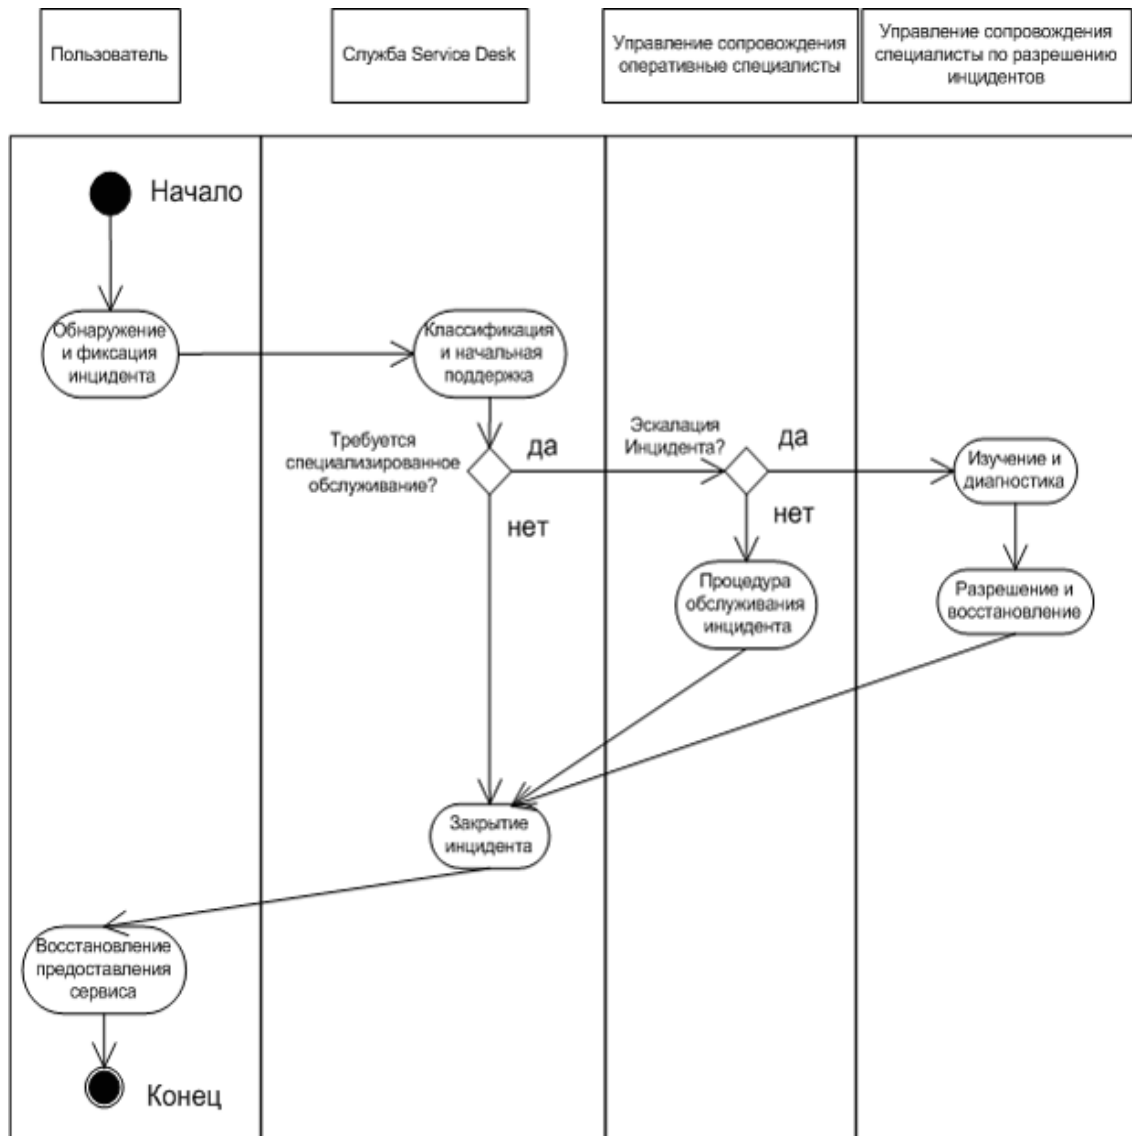 Пользователь
Служба Service Desk
Управление сопровождения
оперативные специалисты
Управление сопровождения
специалисты по разрешению
инцидентов
Начало
Обнаружение
и фиксация
инцидента
Классификация
и начальная
поддержка
Требуется
специализированное
обслуживание?
да
нет
Эскалация
Инцидента?
да
нет
Изучение и
диагностика
Процедура
обслуживания
инцидента
Разрешение и
восстановление
Закрытие
инцидента
Восстановление
предоставления
сервиса
Конец